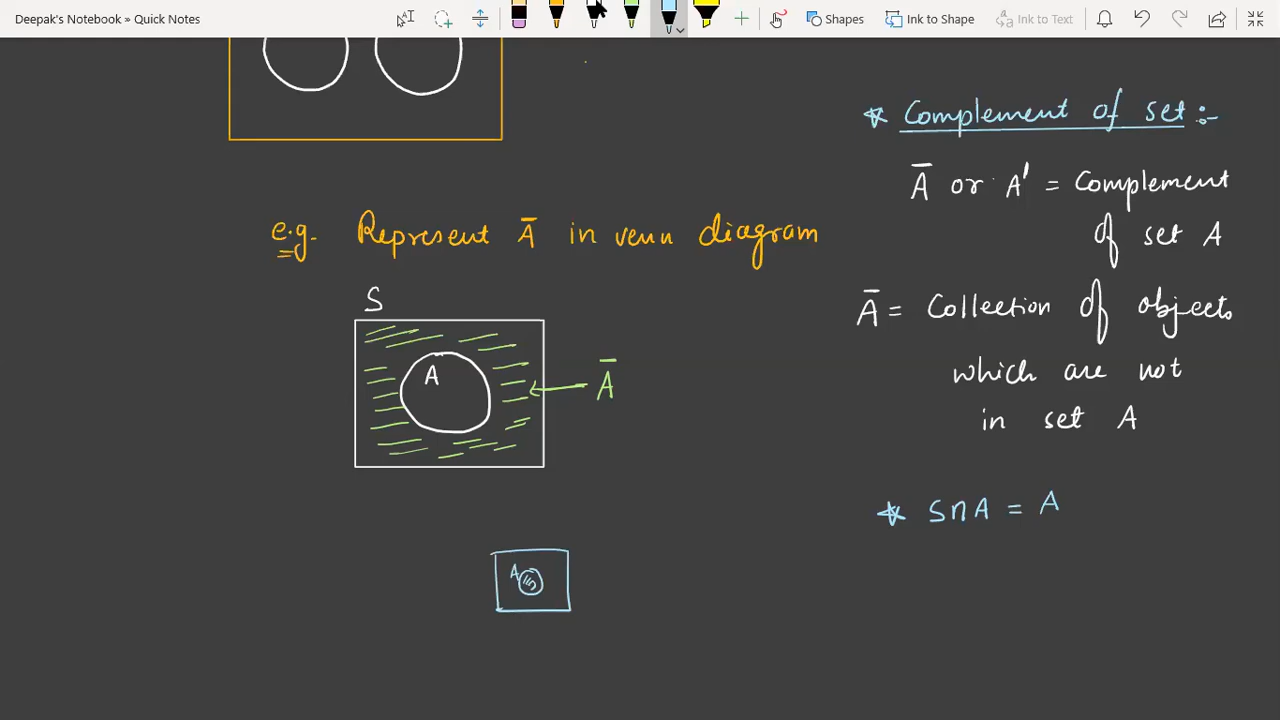 Deepak's Notebook » Quick Notes
Shapes
Ink to Shape
Ink to Text
* Complement of set :-
Ā or A' = Complement
of set A
Ā = Collection of objects
which are not
in set A
* S∩A = A
e.g. Represent Ā in venn diagram
S
A
Ā
A